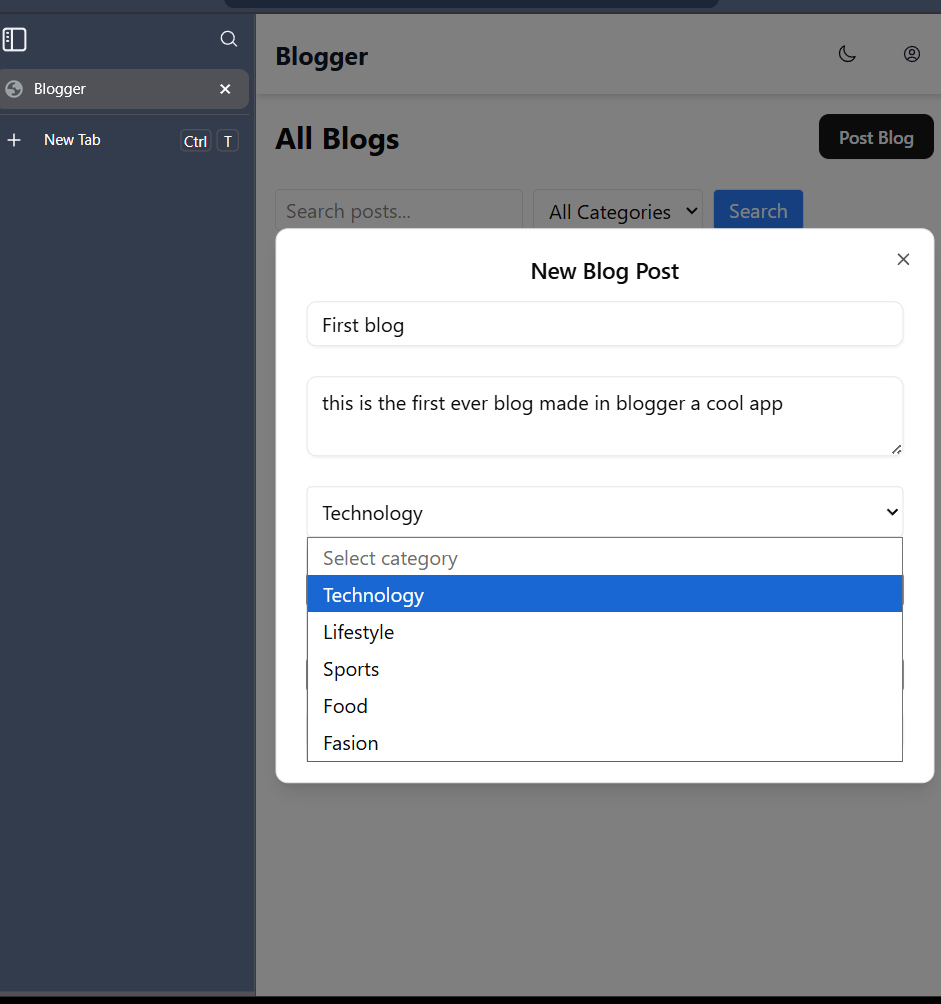 Blogger
New Tab Ctrl T
Blogger
All Blogs
Post Blog
Search posts...
All Categories
Search
New Blog Post
First blog
this is the first ever blog made in blogger a cool app
Technology
Select category
Technology
Lifestyle
Sports
Food
Fasion